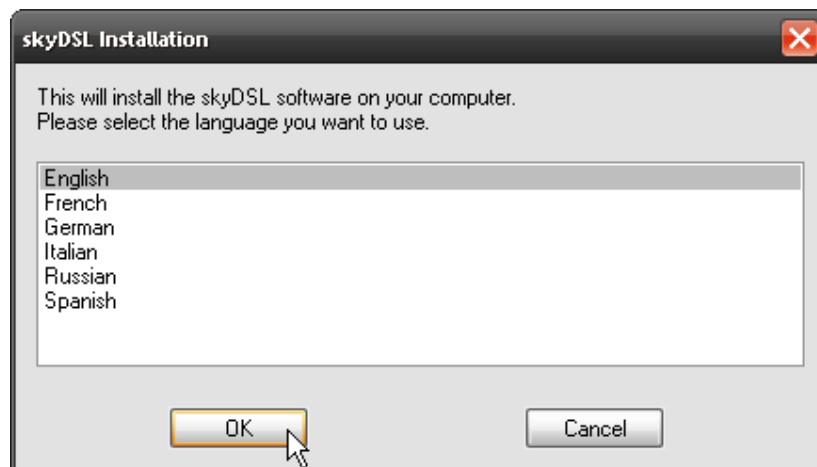 skyDSL Installation
This will install the skyDSL software on your computer.
Please select the language you want to use.
English
French
German
Italian
Russian
Spanish
OK
Cancel